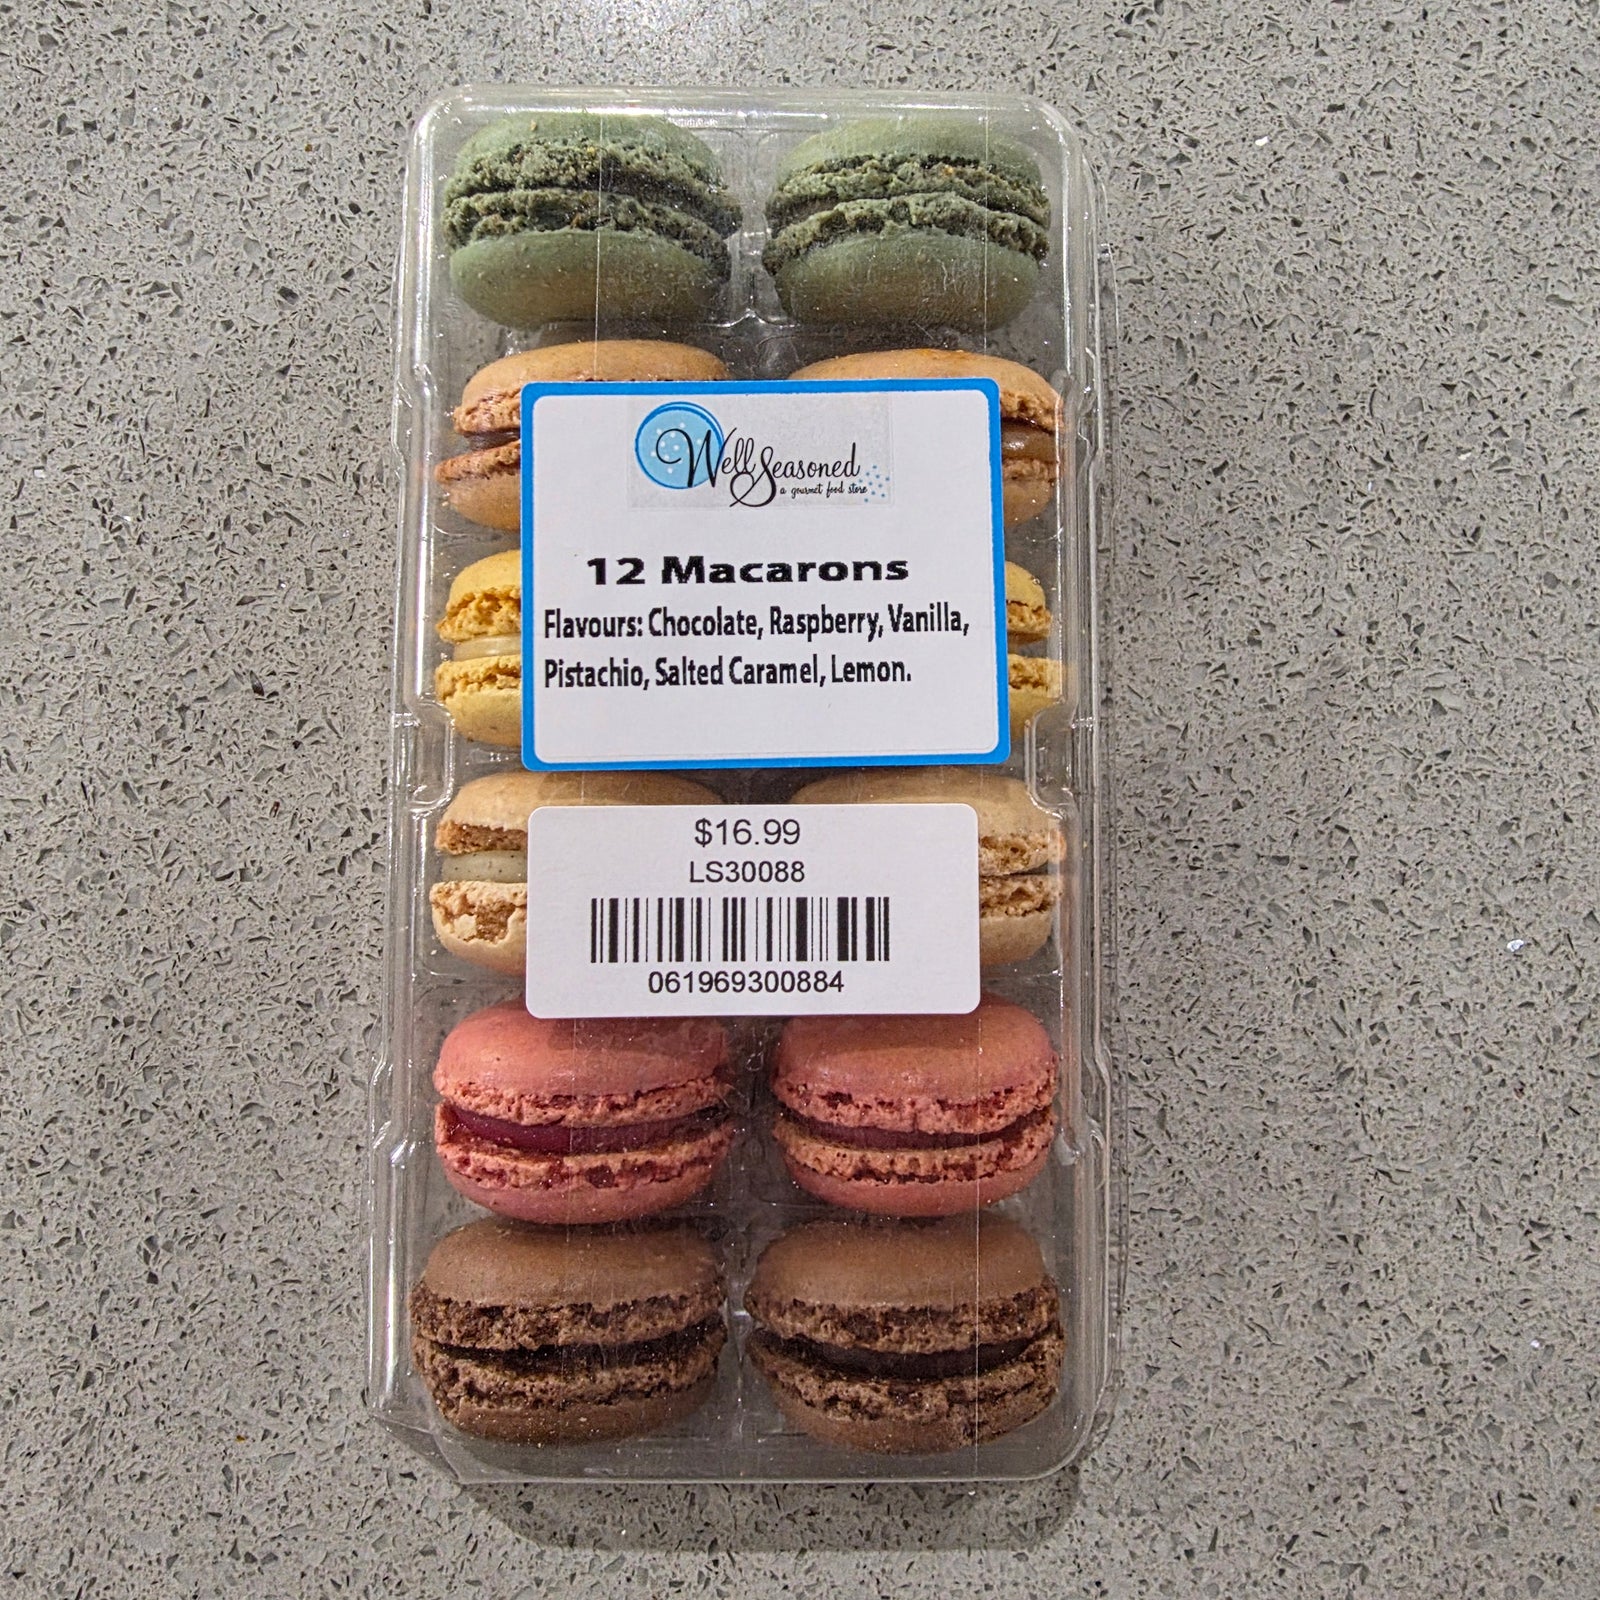 Well Seasoned
a gourmet food store
12 Macarons
Flavours: Chocolate, Raspberry, Vanilla,
Pistachio, Salted Caramel, Lemon.
$16.99
LS30088
061969300884